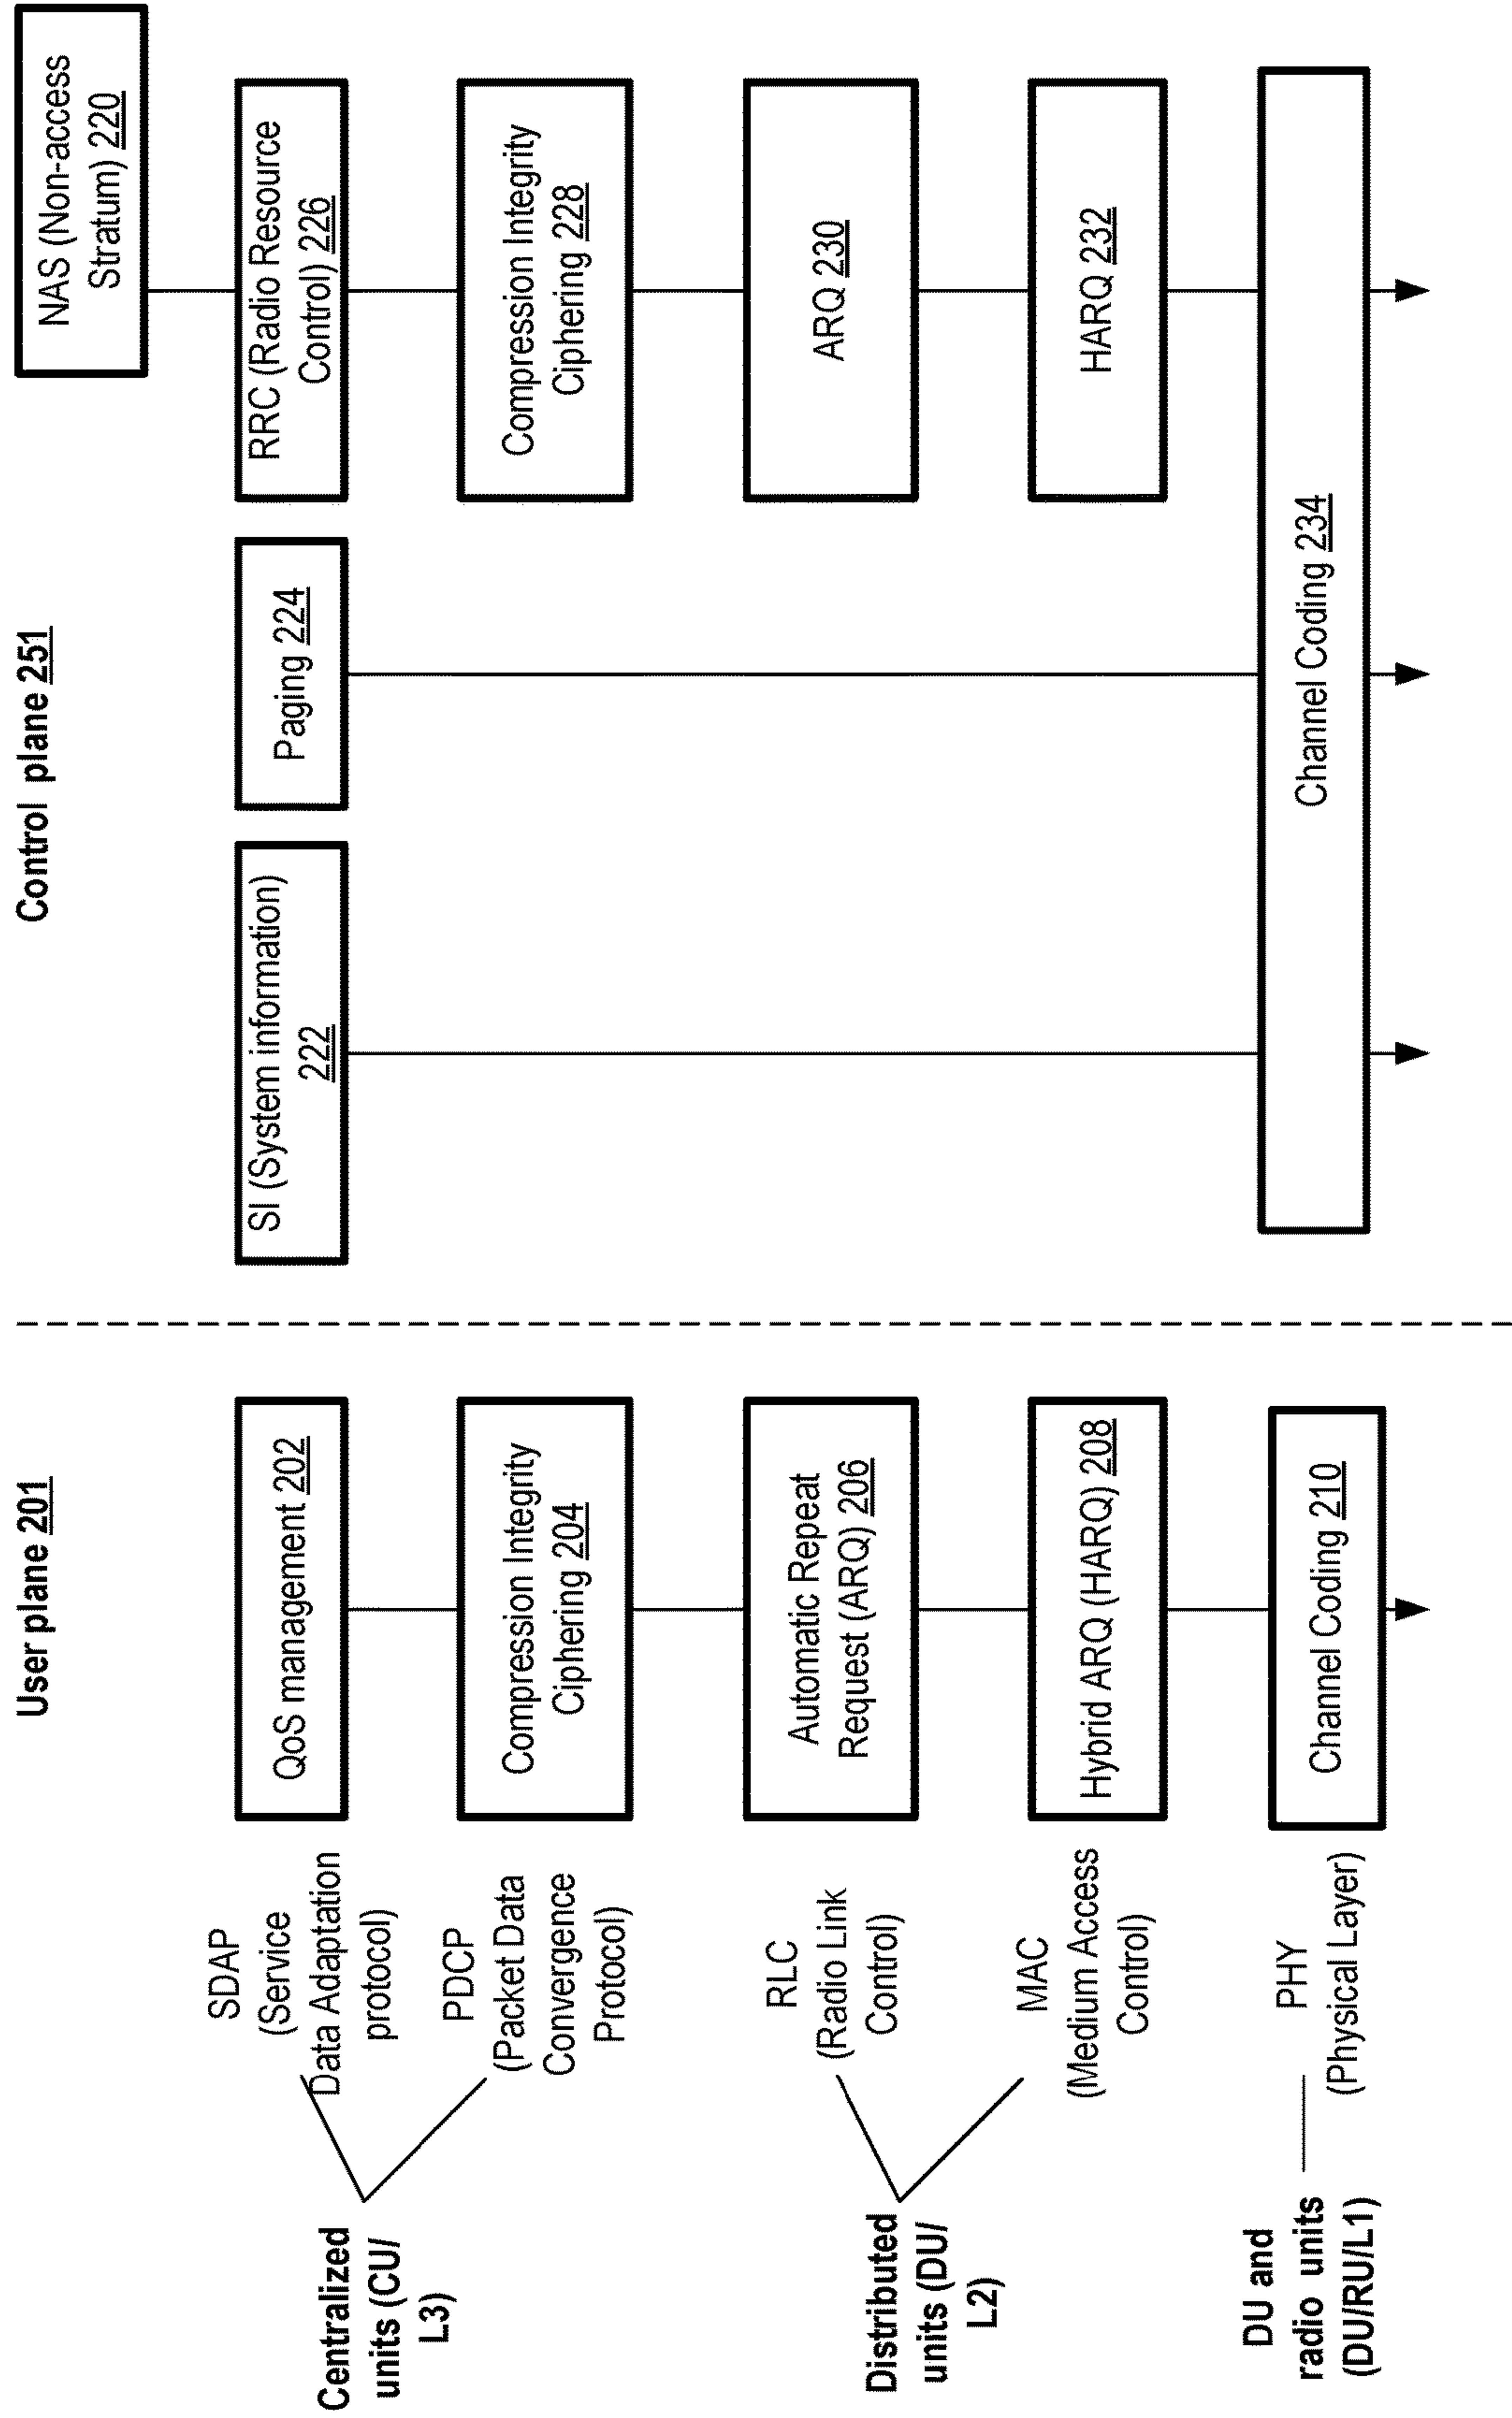 User plane 201
Control plane 251
NAS (Non-access
Stratum) 220
Centralized
units (CU/
L3)
SDAP
(Service
Data Adaptation
protocol)
QoS management 202
SI (System information)
222
Paging 224
RRC (Radio Resource
Control) 226
PDCP
(Packet Data
Convergence
Protocol)
Compression Integrity
Ciphering 204
Compression Integrity
Ciphering 228
Distributed
units (DU/
L2)
RLC
(Radio Link
Control)
Automatic Repeat
Request (ARQ) 206
ARQ 230
MAC
(Medium Access
Control)
Hybrid ARQ (HARQ) 208
HARQ 232
DU and
radio units
(DU/RU/L1)
PHY
(Physical Layer)
Channel Coding 210
Channel Coding 234